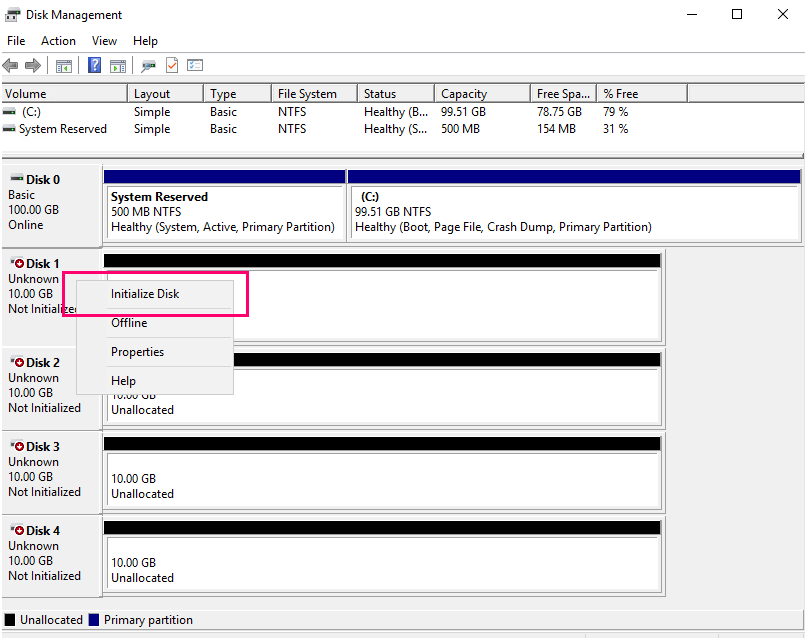 Disk Management
File Action View Help
Volume Layout Type File System Status Capacity Free Spa... % Free
(C:) Simple Basic NTFS Healthy (B... 99.51 GB 78.75 GB 79 %
System Reserved Simple Basic NTFS Healthy (S... 500 MB 154 MB 31 %
Disk 0
Basic
100.00 GB
Online
System Reserved
500 MB NTFS
Healthy (System, Active, Primary Partition)
(C:)
99.51 GB NTFS
Healthy (Boot, Page File, Crash Dump, Primary Partition)
Disk 1
Unknown
10.00 GB
Not Initialized
Initialize Disk
Offline
Properties
Help
Disk 2
Unknown
10.00 GB
Not Initialized
10.00 GB
Unallocated
Disk 3
Unknown
10.00 GB
Not Initialized
10.00 GB
Unallocated
Disk 4
Unknown
10.00 GB
Not Initialized
10.00 GB
Unallocated
Unallocated Primary partition